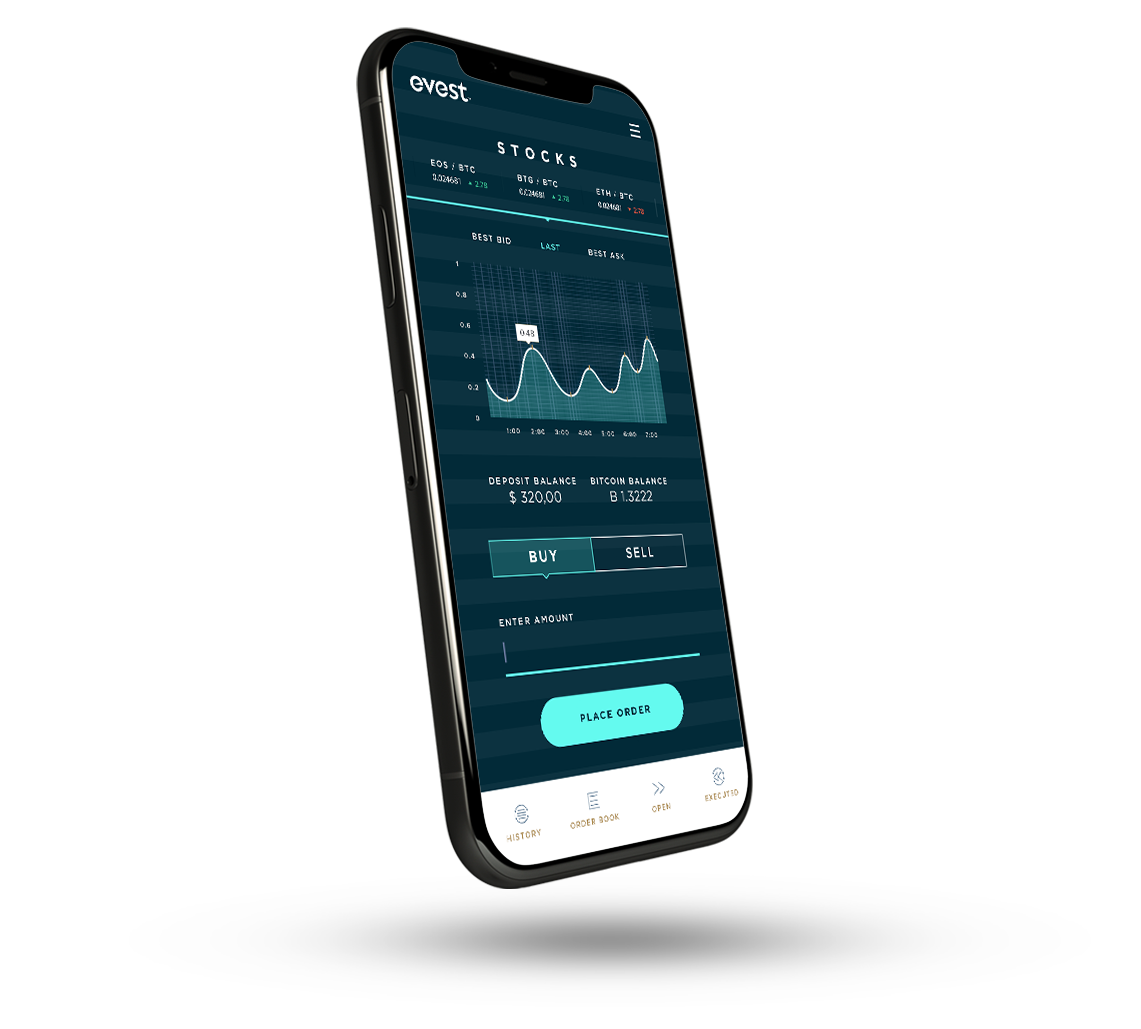 evest.
STOCKS
EOS / BTC BTG / BTC ETH / BTC
0.024681 ▲ 2.78 0.024681 ▲ 2.78 0.024681 ▼ 2.78
BEST BID LAST BEST ASK
1
0.8
0.6
0.48
0.4
0.2
0
1:00 2:00 3:00 4:00 5:00 6:00 7:00
DEPOSIT BALANCE BITCOIN BALANCE
$ 320,00 B 1.3222
BUY SELL
ENTER AMOUNT
PLACE ORDER
HISTORY ORDER BOOK OPEN EXECUTED